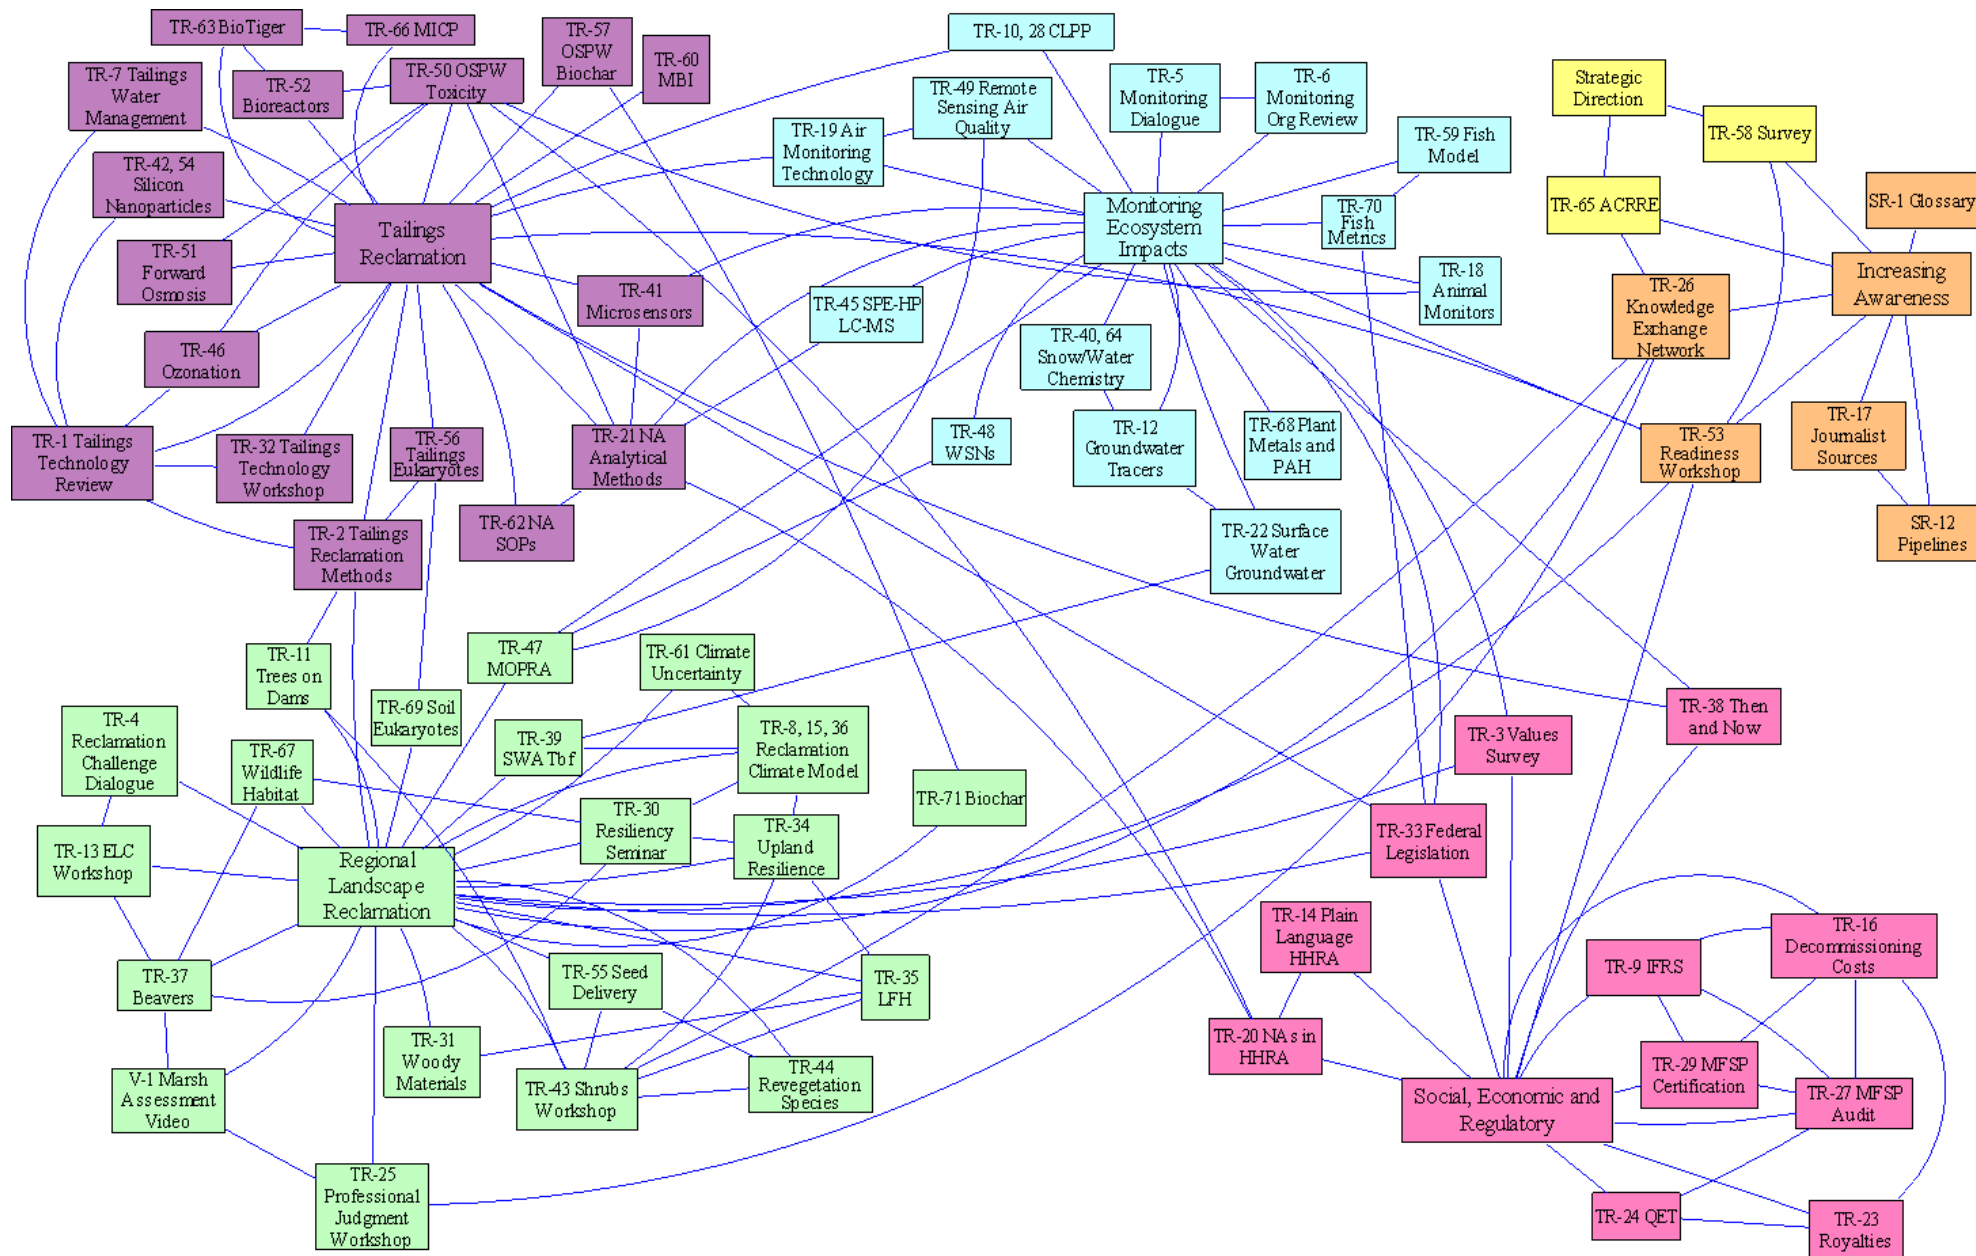 TR-63 BioTiger
TR-66 MICP
TR-57
OSPW
Biochar
TR-60
MBI
TR-10, 28 CLPP
TR-7 Tailings
Water
Management
TR-52
Bioreactors
TR-50 OSPW
Toxicity
TR-49 Remote
Sensing Air
Quality
TR-5
Monitoring
Dialogue
TR-6
Monitoring
Org Review
Strategic
Direction
TR-58 Survey
TR-19 Air
Monitoring
Technology
TR-59 Fish
Model
TR-42, 54
Silicon
Nanoparticles
Tailings
Reclamation
Monitoring
Ecosystem
Impacts
TR-70
Fish
Metrics
TR-65 ACRRE
SR-1 Glossary
TR-51
Forward
Osmosis
TR-41
Microsensors
TR-45 SPE-HP
LC-MS
TR-18
Animal
Monitors
TR-26
Knowledge
Exchange
Network
Increasing
Awareness
TR-46
Ozonation
TR-40, 64
Snow/Water
Chemistry
TR-1 Tailings
Technology
Review
TR-32 Tailings
Technology
Workshop
TR-56
Tailings
Eukaryotes
TR-21 NA
Analytical
Methods
TR-48
WSNs
TR-12
Groundwater
Tracers
TR-68 Plant
Metals and
PAH
TR-53
Readiness
Workshop
TR-17
Journalist
Sources
TR-2 Tailings
Reclamation
Methods
TR-62 NA
SOPs
TR-22 Surface
Water
Groundwater
SR-12
Pipelines
TR-11
Trees on
Dams
TR-47
MOPRA
TR-61 Climate
Uncertainty
TR-4
Reclamation
Challenge
Dialogue
TR-67
Wildlife
Habitat
TR-69 Soil
Eukaryotes
TR-39
SWA Tbf
TR-8, 15, 36
Reclamation
Climate Model
TR-3 Values
Survey
TR-38 Then
and Now
TR-13 ELC
Workshop
Regional
Landscape
Reclamation
TR-30
Resiliency
Seminar
TR-34
Upland
Resilience
TR-71 Biochar
TR-33 Federal
Legislation
TR-37
Beavers
TR-55 Seed
Delivery
TR-35
LFH
TR-14 Plain
Language
HHRA
TR-9 IFRS
TR-16
Decommissioning
Costs
TR-31
Woody
Materials
TR-20 NAs in
HHRA
V-1 Marsh
Assessment
Video
TR-43 Shrubs
Workshop
TR-44
Revegetation
Species
Social, Economic and
Regulatory
TR-29 MFSP
Certification
TR-27 MFSP
Audit
TR-25
Professional
Judgment
Workshop
TR-24 QET
TR-23
Royalties